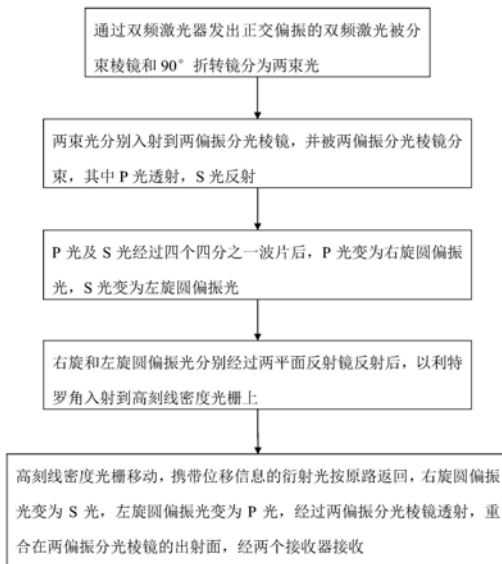 通过双频激光器发出正交偏振的双频激光被分
束棱镜和90°折转镜分为两束光
两束光分别入射到两偏振分光棱镜，并被两偏振分光棱镜分
束，其中 P 光透射，S 光反射
P 光及 S 光经过四个四分之一波片后，P 光变为右旋圆偏振
光，S 光变为左旋圆偏振光
右旋和左旋圆偏振光分别经过两平面反射镜反射后，以利特
罗角入射到高刻线密度光栅上
高刻线密度光栅移动，携带位移信息的衍射光按原路返回，右旋圆偏振
光变为 S 光，左旋圆偏振光变为 P 光，经过两偏振分光棱镜透射，重
合在两偏振分光镜的出射面，经两个接收器接收